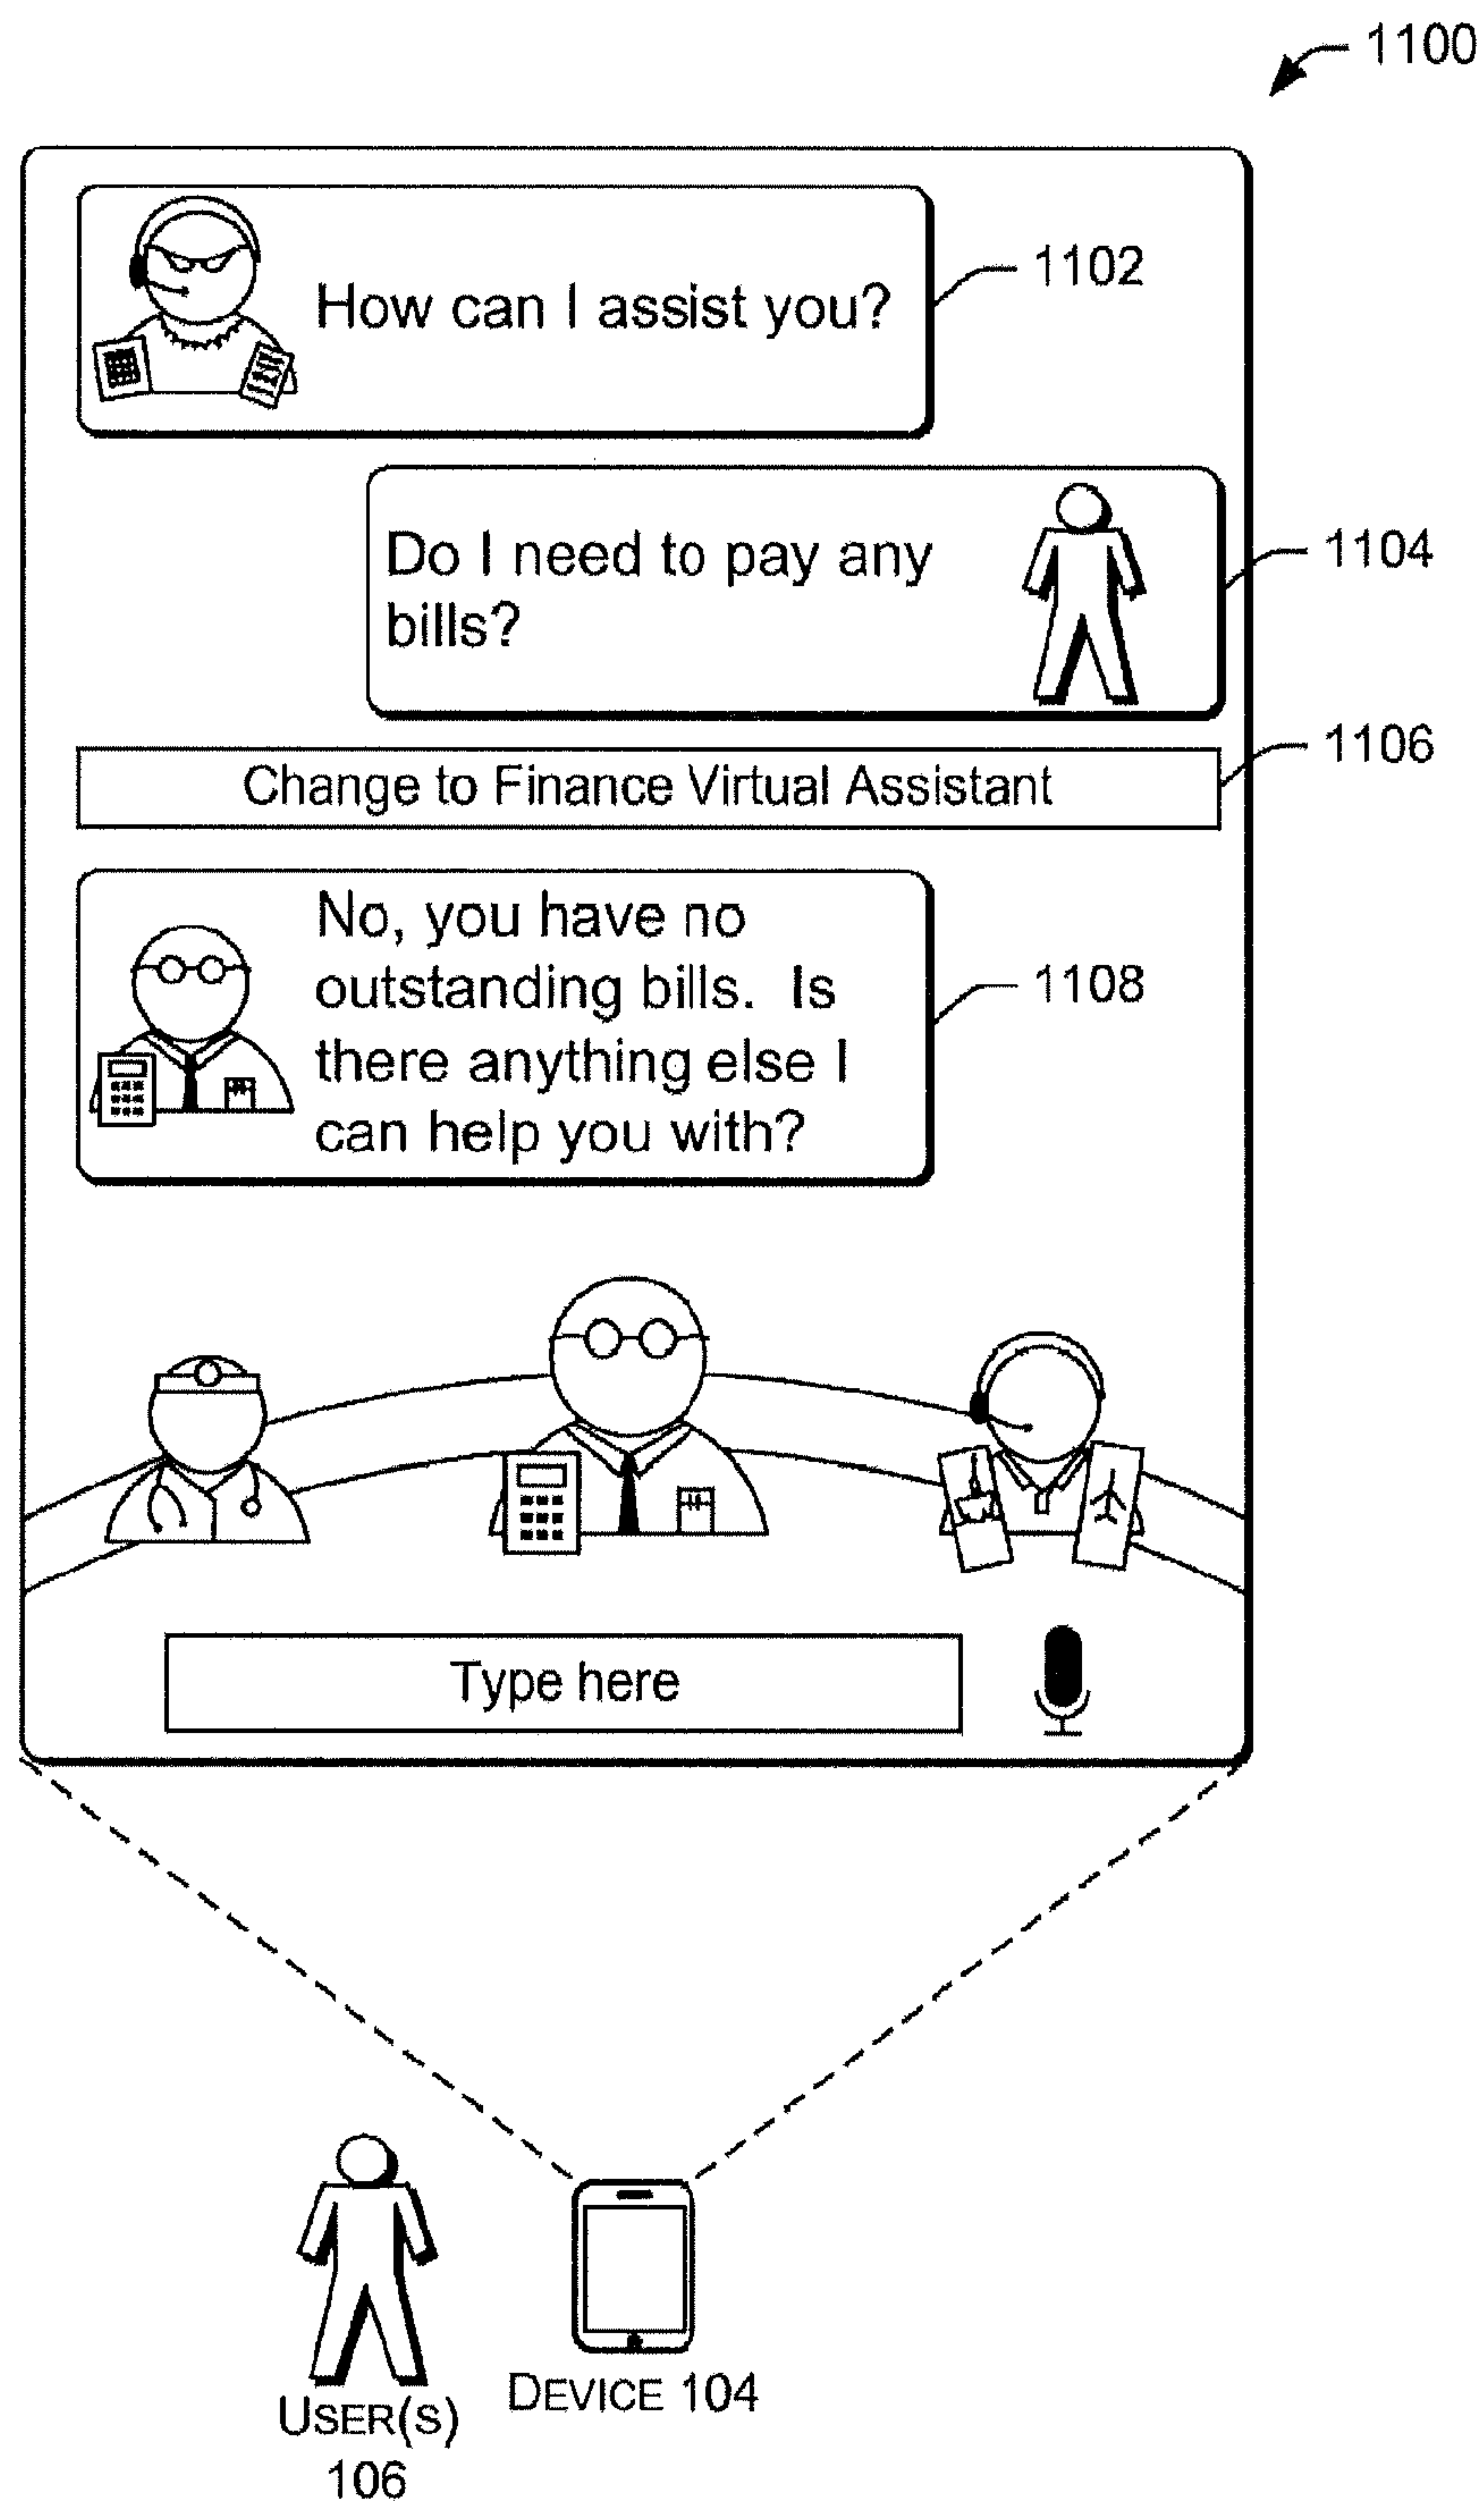 1100
How can I assist you?
1102
Do I need to pay any
bills?
1104
1106
Change to Finance Virtual Assistant
No, you have no
outstanding bills. Is
there anything else I
can help you with?
1108
Type here
USER(S)
106
DEVICE 104